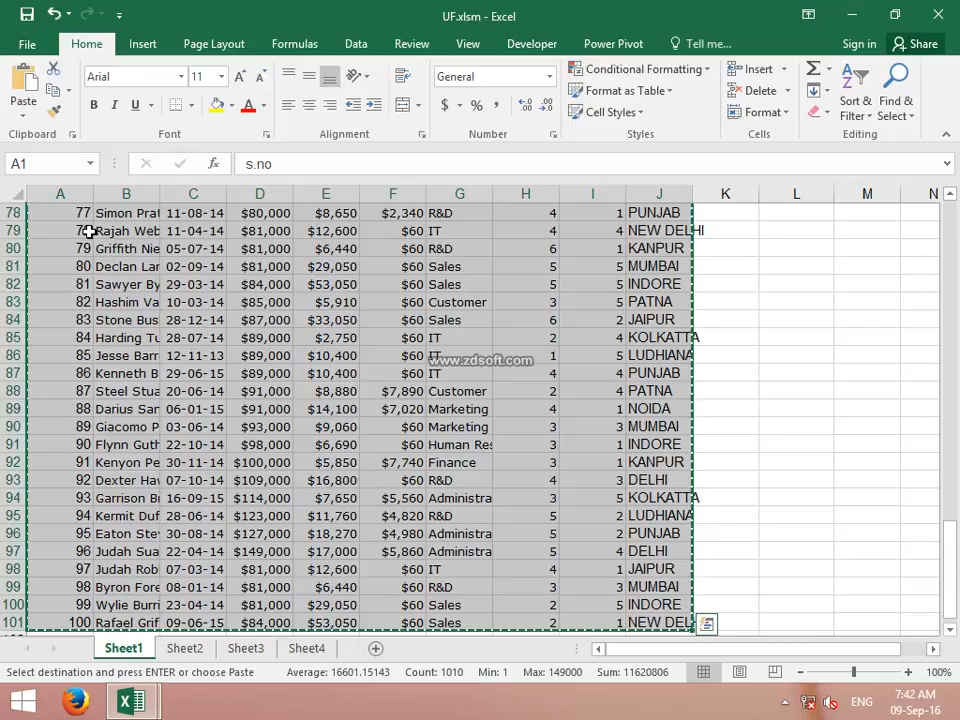 UF.xlsm - Excel
File Home Insert Page Layout Formulas Data Review View Developer Power Pivot Tell me... Sign in Share
Paste
Arial 11
B I U
General
$ % ,
Conditional Formatting
Format as Table
Cell Styles
Insert
Delete
Format
Sort & Filter
Find & Select
Clipboard Font Alignment Number Styles Cells Editing
A1 fx s.no
A B C D E F G H I J K L M N
78 77 Simon Prat 11-08-14 $80,000 $8,650 $2,340 R&D 4 1 PUNJAB
79 Rajah Web 11-04-14 $81,000 $12,600 $60 IT 4 4 NEW DELHI
80 79 Griffith Nie 05-07-14 $81,000 $6,440 $60 R&D 6 1 KANPUR
81 80 Declan Lar 02-09-14 $81,000 $29,050 $60 Sales 5 5 MUMBAI
82 81 Sawyer By 29-03-14 $84,000 $53,050 $60 Sales 5 5 INDORE
83 82 Hashim Va 10-03-14 $85,000 $5,910 $60 Customer 3 5 PATNA
84 83 Stone Bus 28-12-14 $87,000 $33,050 $60 Sales 6 2 JAIPUR
85 84 Harding Tu 28-07-14 $89,000 $2,750 $60 IT 2 4 KOLKATTA
86 85 Jesse Barr 12-11-13 $89,000 $10,400 $60 IT 1 5 LUDHIANA
www.zdsoft.com
87 86 Kenneth B 29-06-15 $89,000 $10,400 $60 IT 4 4 PUNJAB
88 87 Steel Stua 20-06-14 $91,000 $8,880 $7,890 Customer 2 4 PATNA
89 88 Darius San 06-01-15 $91,000 $14,100 $7,020 Marketing 4 1 NOIDA
90 89 Giacomo P 03-06-14 $93,000 $9,060 $60 Marketing 3 3 MUMBAI
91 90 Flynn Guth 22-10-14 $98,000 $6,690 $60 Human Res 3 1 INDORE
92 91 Kenyon Pe 30-11-14 $100,000 $5,850 $7,740 Finance 3 1 KANPUR
93 92 Dexter Ha 07-10-14 $109,000 $16,800 $60 R&D 4 3 DELHI
94 93 Garrison B 16-09-15 $114,000 $7,650 $5,560 Administra 5 3 KOLKATTA
95 94 Kermit Duf 28-06-14 $123,000 $11,760 $4,820 R&D 5 2 LUDHIANA
96 95 Eaton Stev 30-08-14 $127,000 $18,270 $4,980 Administra 5 2 PUNJAB
97 96 Judah Sua 22-04-14 $149,000 $17,000 $5,860 Administra 5 4 DELHI
98 97 Judah Rob 07-03-14 $81,000 $12,600 $60 IT 4 1 JAIPUR
99 98 Byron Fore 08-01-14 $81,000 $6,440 $60 R&D 3 3 MUMBAI
100 99 Wylie Burri 23-04-14 $81,000 $29,050 $60 Sales 2 5 INDORE
101 100 Rafael Grif 09-06-15 $84,000 $53,050 $60 Sales 2 1 NEW DEL
Sheet1 Sheet2 Sheet3 Sheet4
Select destination and press ENTER or choose Paste Average: 16601.15143 Count: 1010 Min: 1 Max: 149000 Sum: 11620806 100%
ENG 7:42 AM
09-Sep-16